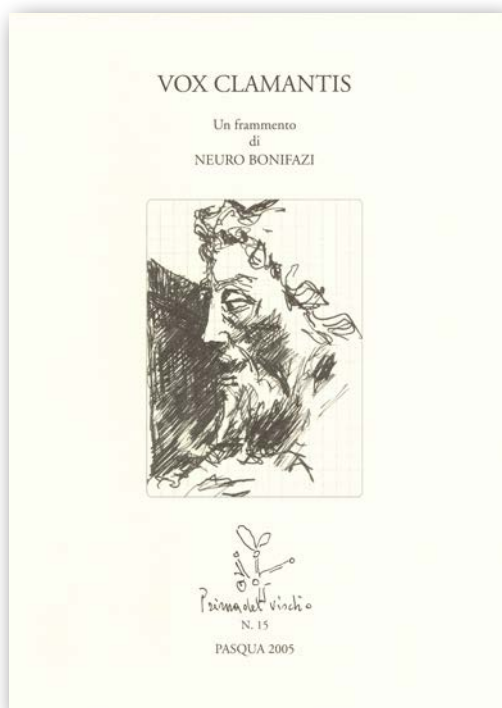 VOX CLAMANTIS
Un frammento
di
NEURO BONIFAZI
Prima del vischio
N. 15
PASQUA 2005